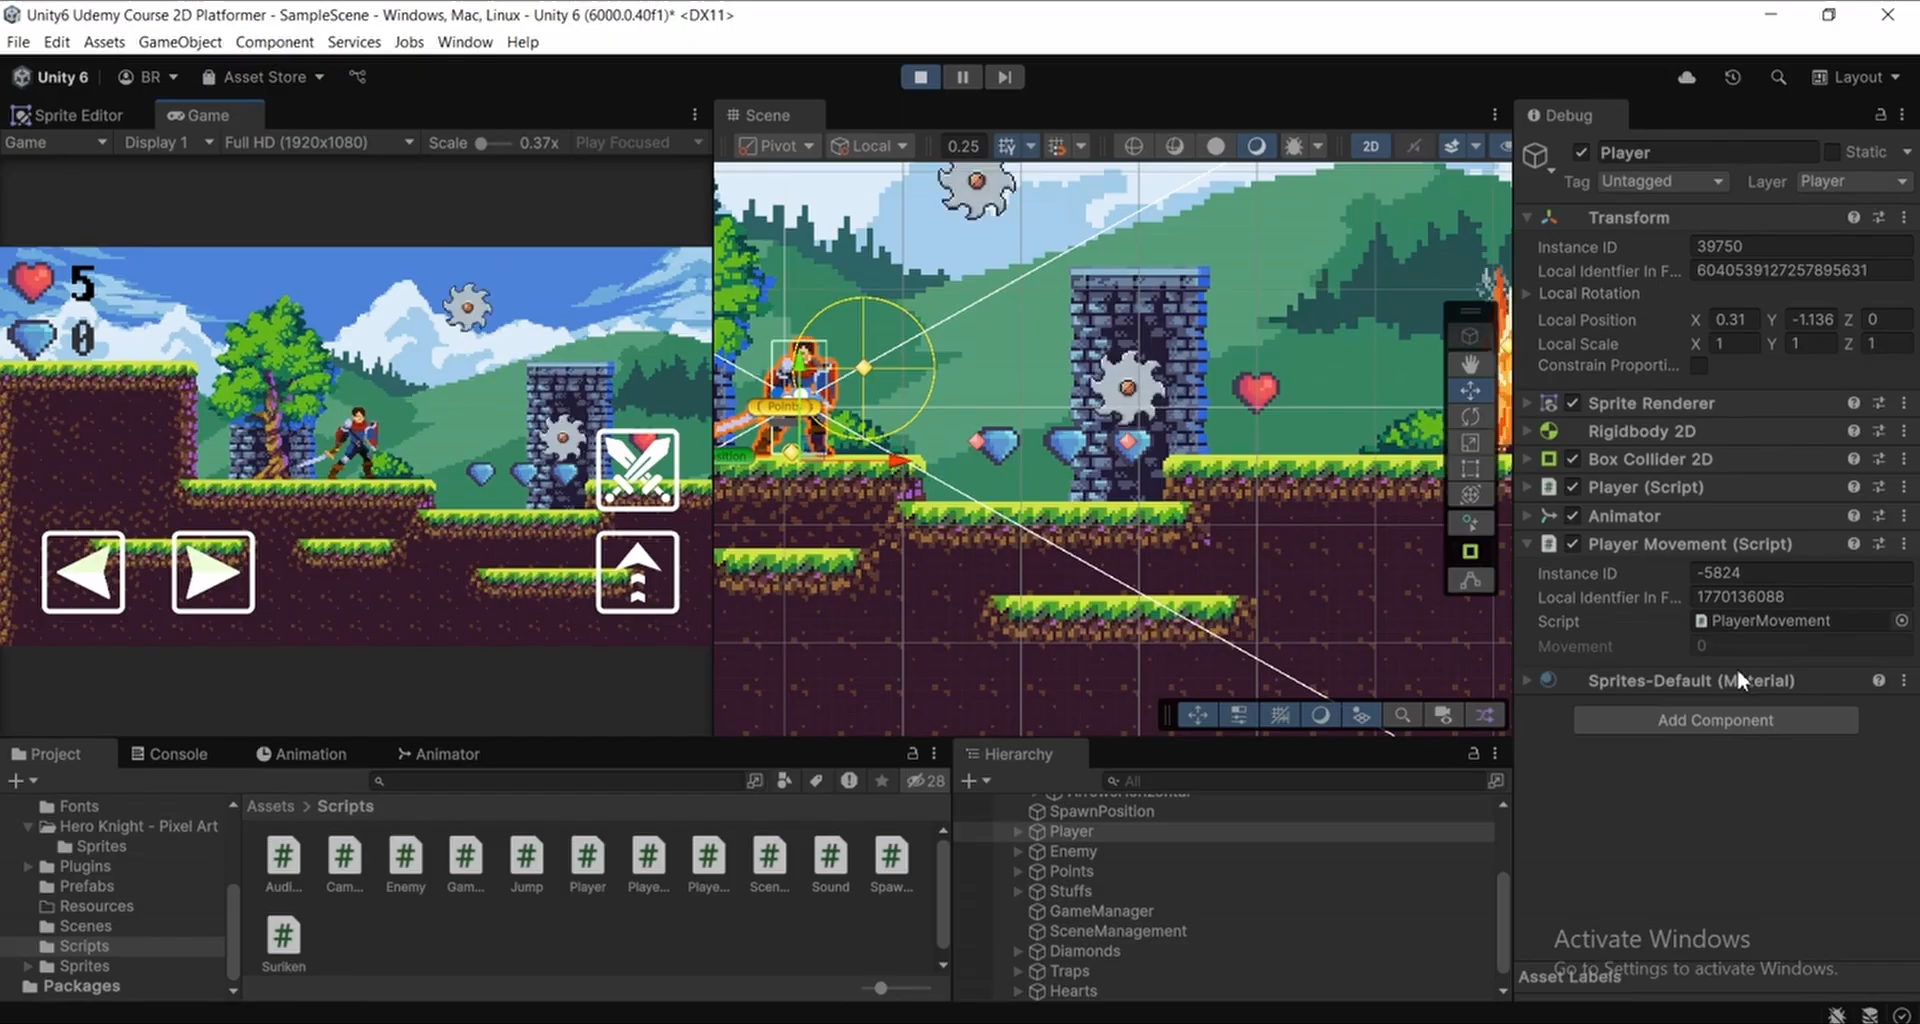 Unity6 Udemy Course 2D Platformer - SampleScene - Windows, Mac, Linux - Unity 6 (6000.0.40f1)* <DX11>
File Edit Assets GameObject Component Services Jobs Window Help
Unity 6 BR Asset Store Layout
Sprite Editor Game
Game Display 1 Full HD (1920x1080) Scale 0.37x Play Focused
5
0
Scene
Pivot Local 0.25 2D
Point
sition
Debug
Player Static
Tag Untagged Layer Player
Transform
Instance ID 39750
Local Identfier In F... 6040539127257895631
Local Rotation
Local Position X 0.31 Y -1.136 Z 0
Local Scale X 1 Y 1 Z 1
Constrain Proporti...
Sprite Renderer
Rigidbody 2D
Box Collider 2D
Player (Script)
Animator
Player Movement (Script)
Instance ID -5824
Local Identfier In F... 1770136088
Script PlayerMovement
Movement 0
Sprites-Default (Material)
Add Component
Activate Windows
Go to Settings to activate Windows.
Asset Labels
Project Console Animation Animator
28
Fonts
Hero Knight - Pixel Art
Sprites
Plugins
Prefabs
Resources
Scenes
Scripts
Sprites
Packages
Assets > Scripts
Audi... Cam... Enemy Gam... Jump Player Playe... Playe... Scen... Sound Spaw...
Suriken
Hierarchy
All
ArrowHorizontal
SpawnPosition
Player
Enemy
Points
Stuffs
GameManager
SceneManagement
Diamonds
Traps
Hearts